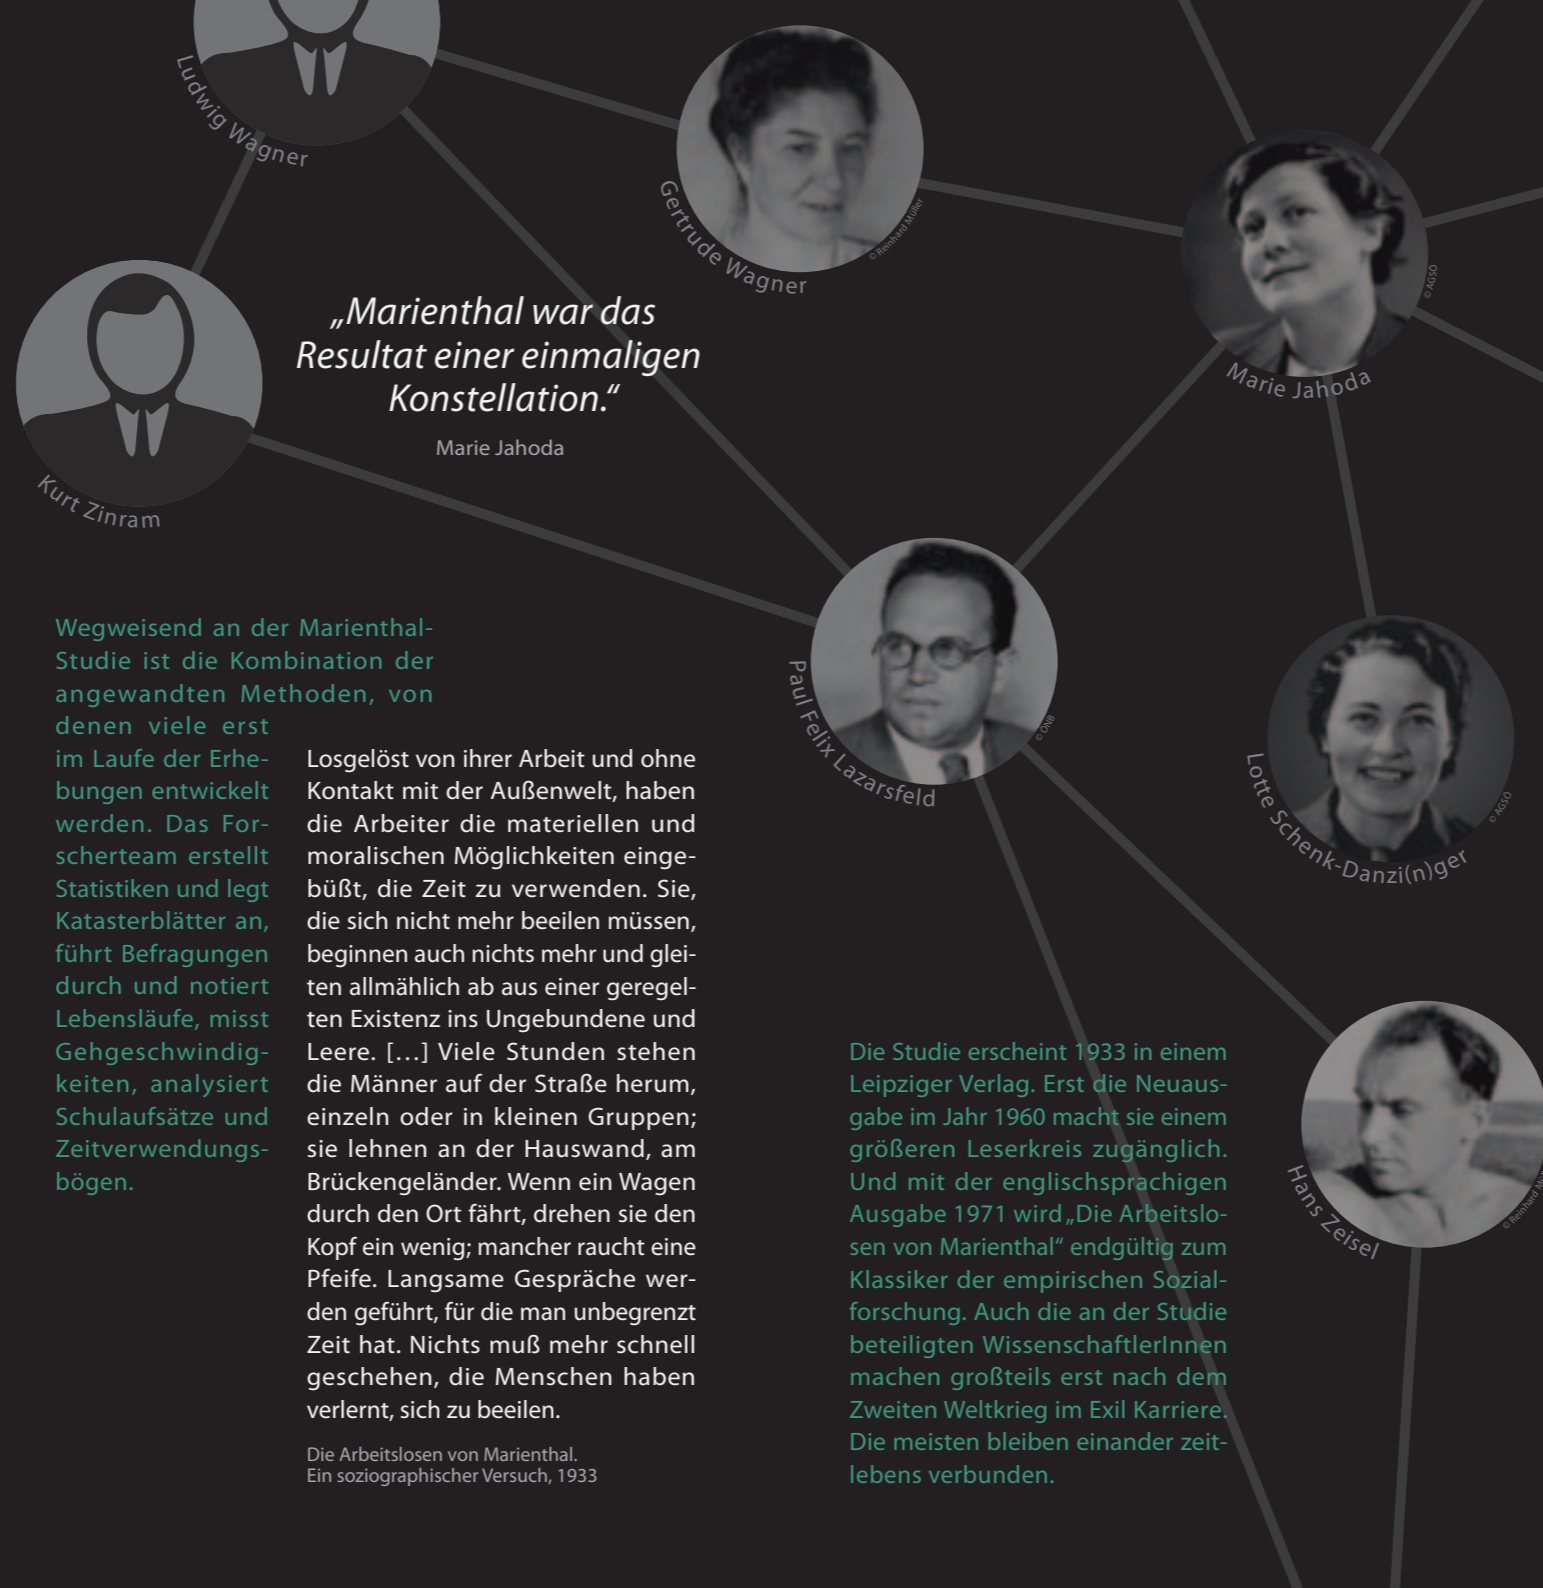 Ludwig Wagner
Gertrude Wagner
© Reinhard Müller
Marie Jahoda
© AGSÖ
Kurt Zinram
„Marienthal war das
Resultat einer einmaligen
Konstellation.“
Marie Jahoda
Paul Felix Lazarsfeld
© ÖNB
Lotte Schenk-Danzi(n)ger
© AGSÖ
Hans Zeisel
© Reinhard
Wegweisend an der Marienthal-
Studie ist die Kombination der
angewandten Methoden, von
denen viele erst
im Laufe der Erhe-
bungen entwickelt
werden. Das For-
scherteam erstellt
Statistiken und legt
Katasterblätter an,
führt Befragungen
durch und notiert
Lebensläufe, misst
Gehgeschwindig-
keiten, analysiert
Schulaufsätze und
Zeitverwendungs-
bögen.
Losgelöst von ihrer Arbeit und ohne
Kontakt mit der Außenwelt, haben
die Arbeiter die materiellen und
moralischen Möglichkeiten einge-
büßt, die Zeit zu verwenden. Sie,
die sich nicht mehr beeilen müssen,
beginnen auch nichts mehr und glei-
ten allmählich ab aus einer geregel-
ten Existenz ins Ungebundene und
Leere. […] Viele Stunden stehen
die Männer auf der Straße herum,
einzeln oder in kleinen Gruppen;
sie lehnen an der Hauswand, am
Brückengeländer. Wenn ein Wagen
durch den Ort fährt, drehen sie den
Kopf ein wenig; mancher raucht eine
Pfeife. Langsame Gespräche wer-
den geführt, für die man unbegrenzt
Zeit hat. Nichts muß mehr schnell
geschehen, die Menschen haben
verlernt, sich zu beeilen.
Die Arbeitslosen von Marienthal.
Ein soziographischer Versuch, 1933
Die Studie erscheint 1933 in einem
Leipziger Verlag. Erst die Neuaus-
gabe im Jahr 1960 macht sie einem
größeren Leserkreis zugänglich.
Und mit der englischsprachigen
Ausgabe 1971 wird „Die Arbeitslo-
sen von Marienthal“ endgültig zum
Klassiker der empirischen Sozial-
forschung. Auch die an der Studie
beteiligten WissenschaftlerInnen
machen großteils erst nach dem
Zweiten Weltkrieg im Exil Karriere.
Die meisten bleiben einander zeit-
lebens verbunden.